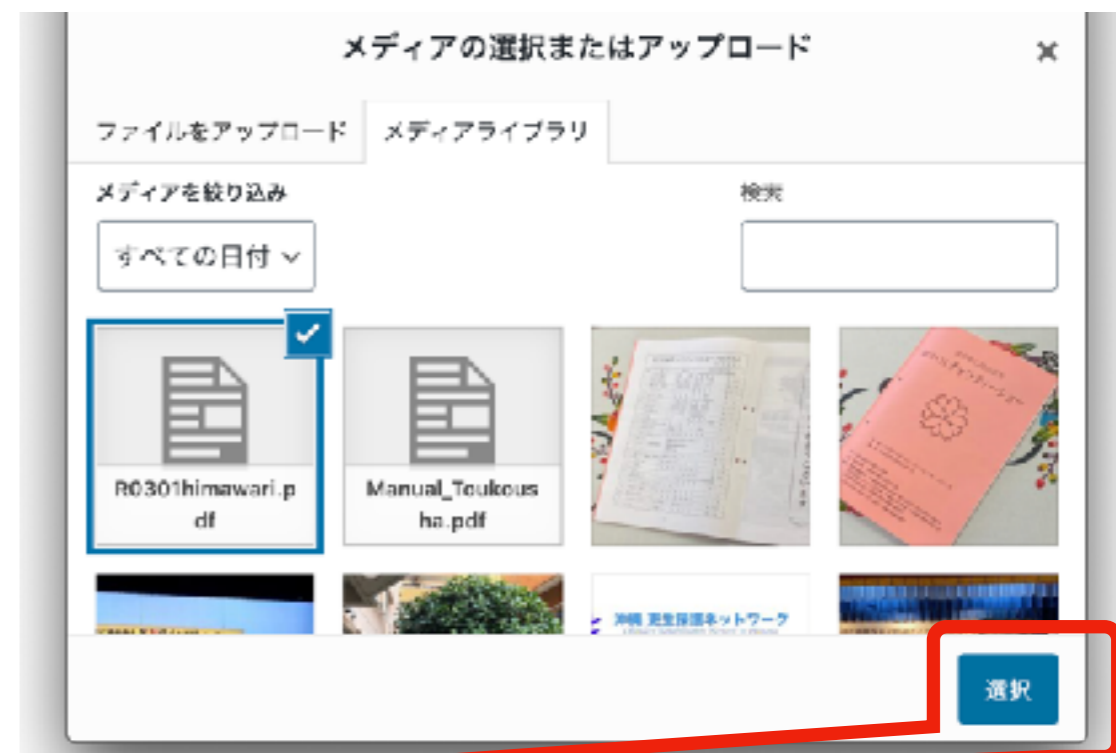 メディアの選択またはアップロード
ファイルをアップロード メディアライブラリ
メディアを絞り込み 検索
すべての日付
R0301himawari.p
df
Manual_Toukous
ha.pdf
沖縄 更生保護ネットワーク
選択